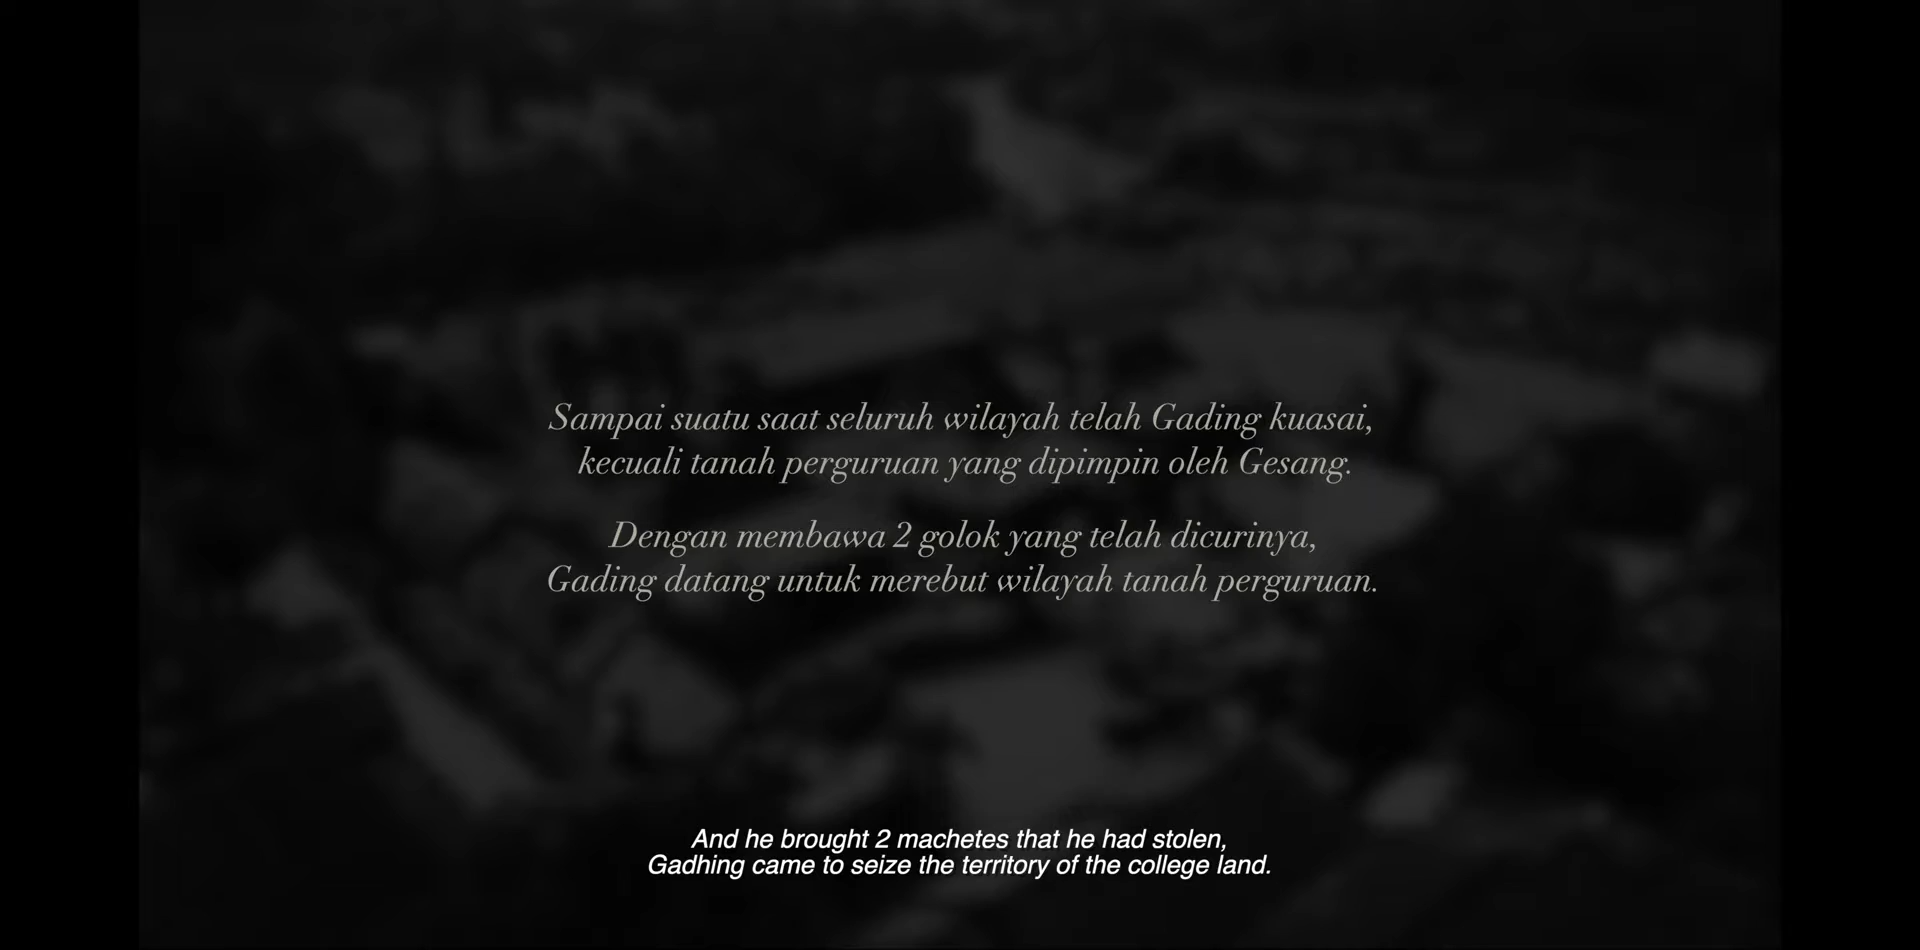 Sampai suatu saat seluruh wilayah telah Gading kuasai,
kecuali tanah perguruan yang dipimpin oleh Gesang.
Dengan membawa 2 golok yang telah dicurinya,
Gading datang untuk merebut wilayah tanah perguruan.
And he brought 2 machetes that he had stolen,
Gadhing came to seize the territory of the college land.